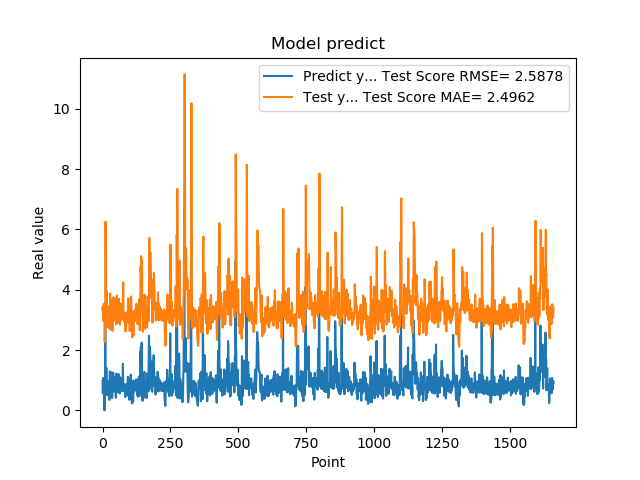 Model predict
Predict y... Test Score RMSE= 2.5878
Test y... Test Score MAE= 2.4962
Real value
10
8
6
4
2
0
0 250 500 750 1000 1250 1500
Point